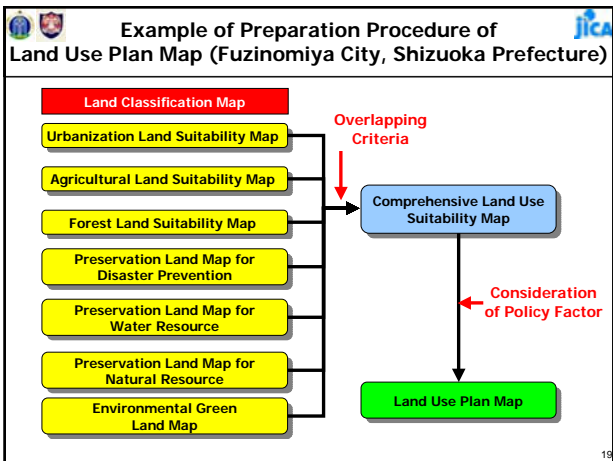 Example of Preparation Procedure of
Land Use Plan Map (Fuzinomiya City, Shizuoka Prefecture)
jica
Land Classification Map
Urbanization Land Suitability Map
Agricultural Land Suitability Map
Forest Land Suitability Map
Preservation Land Map for
Disaster Prevention
Preservation Land Map for
Water Resource
Preservation Land Map for
Natural Resource
Environmental Green
Land Map
Overlapping
Criteria
Comprehensive Land Use
Suitability Map
Consideration
of Policy Factor
Land Use Plan Map
19